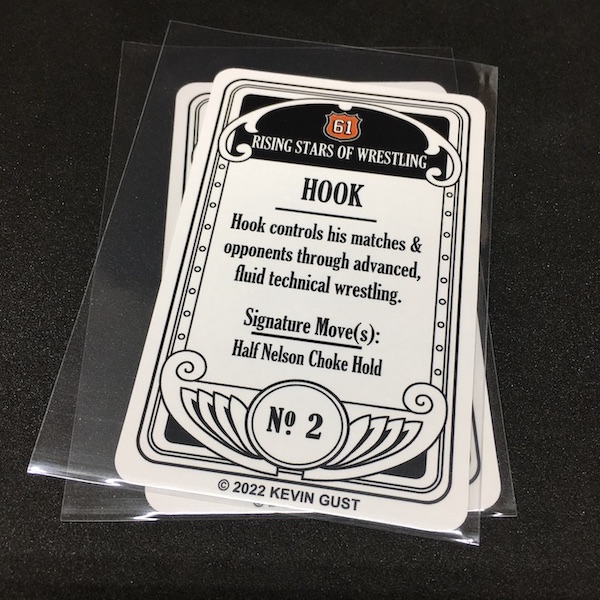 61
RISING STARS OF WRESTLING
HOOK
Hook controls his matches &
opponents through advanced,
fluid technical wrestling.
Signature Move(s):
Half Nelson Choke Hold
Nº 2
© 2022 KEVIN GUST
©